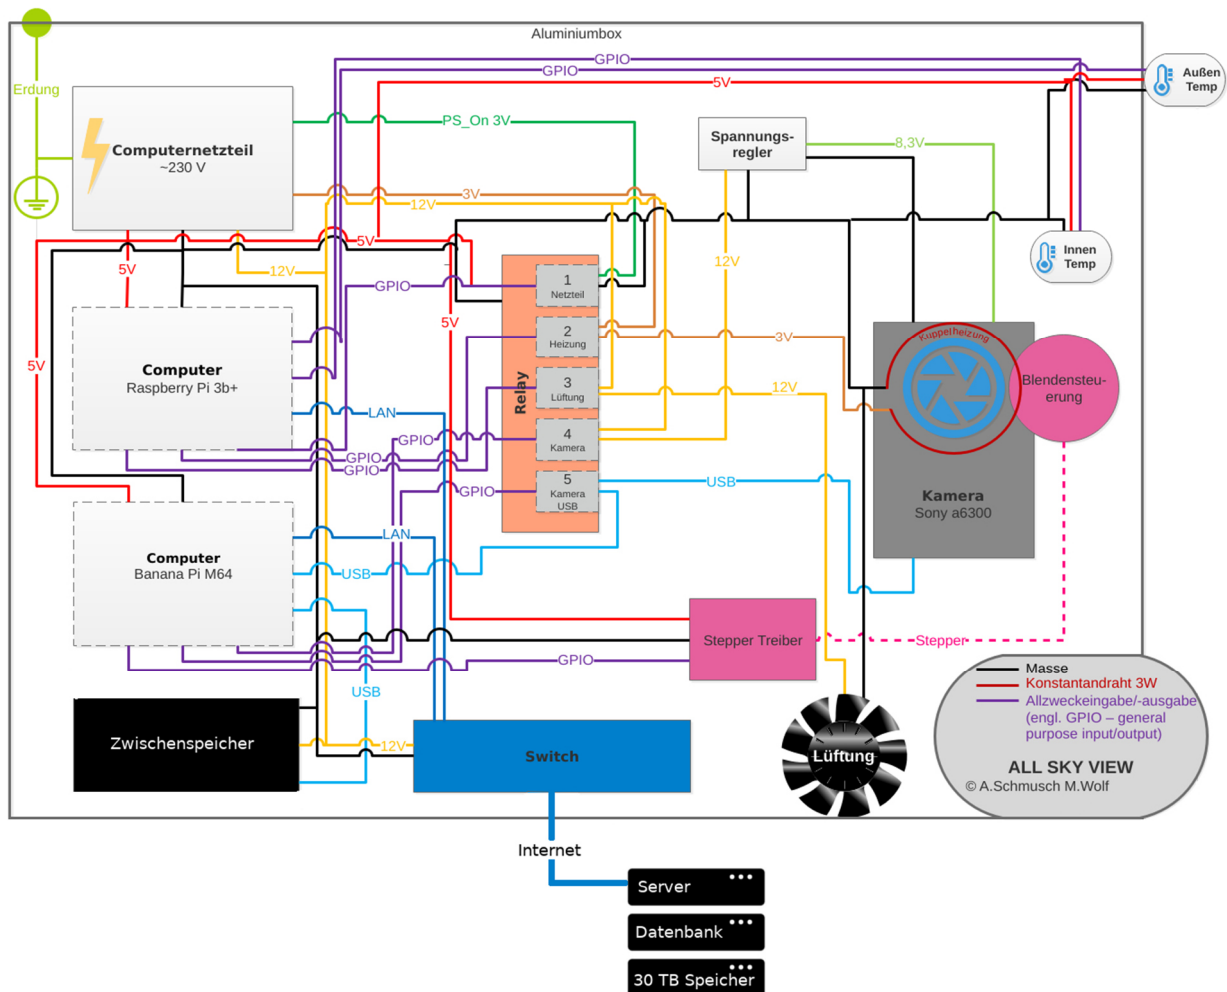 Aluminiumbox
GPIO
GPIO
5V
Außen
Temp
Erdung
Computernetzteil
~230 V
PS_On 3V
Spannungs-
regler
8,3V
3V
12V
5V
Innen
Temp
5V
12V
12V
GPIO
1
Netzteil
5V
2
Heizung
3V
Kuppelheizung
5V
Computer
Raspberry Pi 3b+
Relay
3
Lüftung
12V
Blendensteu-
erung
LAN
GPIO
4
Kamera
GPIO
GPIO
GPIO
5
Kamera
USB
USB
Kamera
Sony a6300
LAN
Computer
Banana Pi M64
USB
Stepper Treiber
Stepper
GPIO
USB
Masse
Konstantandraht 3W
Allzweckeingabe/-ausgabe
(engl. GPIO – general
purpose input/output)
Zwischenspeicher
12V
Switch
Lüftung
ALL SKY VIEW
© A.Schmusch M.Wolf
Internet
Server
Datenbank
30 TB Speicher